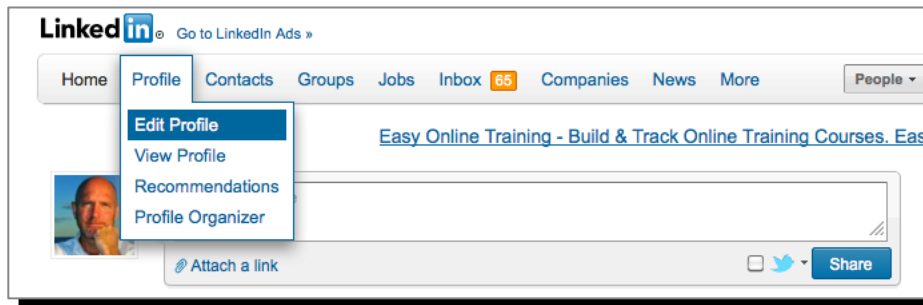 Linked in ® Go to LinkedIn Ads »
Home Profile Contacts Groups Jobs Inbox 65 Companies News More People
Edit Profile
Easy Online Training - Build & Track Online Training Courses. Eas
View Profile
Recommendations
Profile Organizer
Attach a link
Share